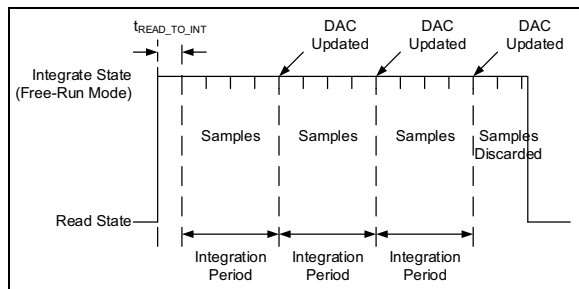 tREAD_TO_INT
DAC
Updated
DAC
Updated
DAC
Updated
Integrate State
(Free-Run Mode)
Samples
Samples
Samples
Samples
Discarded
Read State
Integration
Period
Integration
Period
Integration
Period